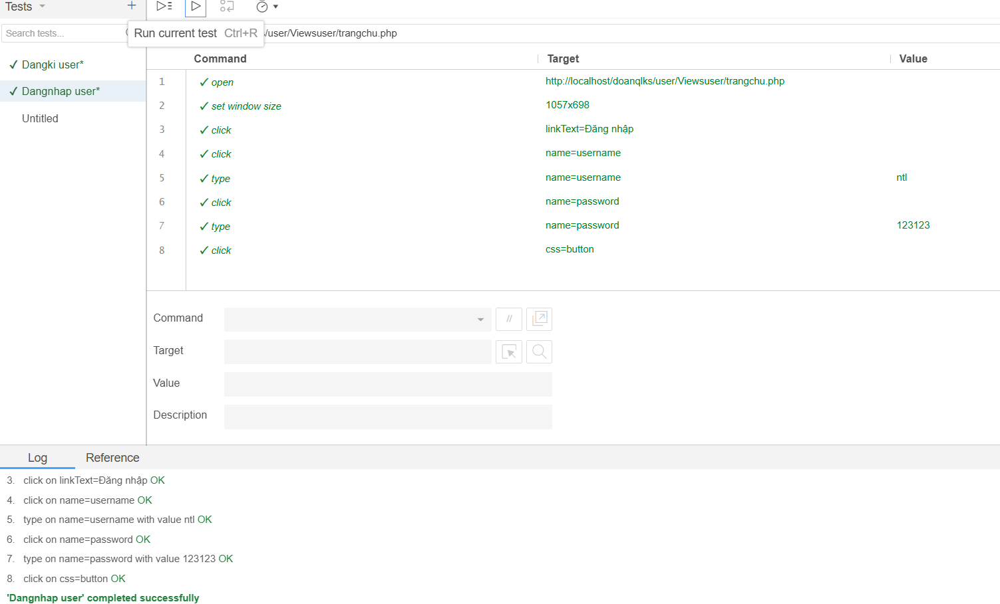 Tests
Run current test Ctrl+R
/user/Viewsuser/trangchu.php
Search tests...
Command Target Value
Dangki user*
Dangnhap user*
Untitled
1 open http://localhost/doanqlks/user/Viewsuser/trangchu.php
2 set window size 1057x698
3 click linkText=Đăng nhập
4 click name=username
5 type name=username ntl
6 click name=password
7 type name=password 123123
8 click css=button
Command
//
Target
Value
Description
Log Reference
3. click on linkText=Đăng nhập OK
4. click on name=username OK
5. type on name=username with value ntl OK
6. click on name=password OK
7. type on name=password with value 123123 OK
8. click on css=button OK
'Dangnhap user' completed successfully